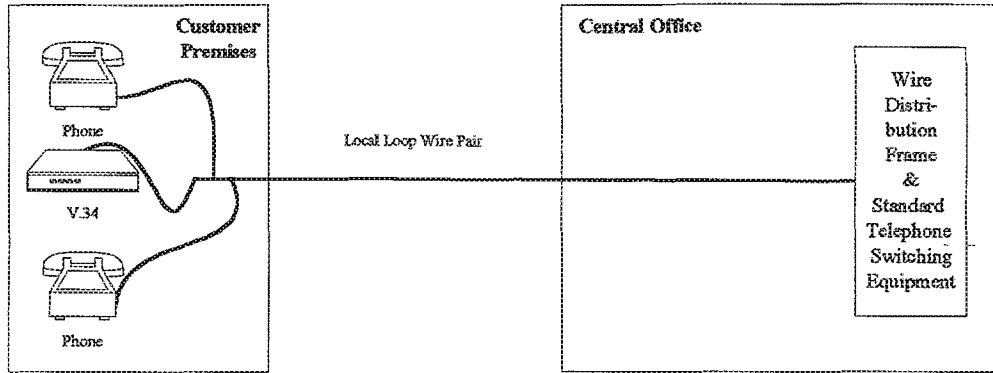 Customer
Premises
Central Office
Phone
V.34
Phone
Local Loop Wire Pair
Wire
Distri-
bution
Frame
&
Standard
Telephone
Switching
Equipment